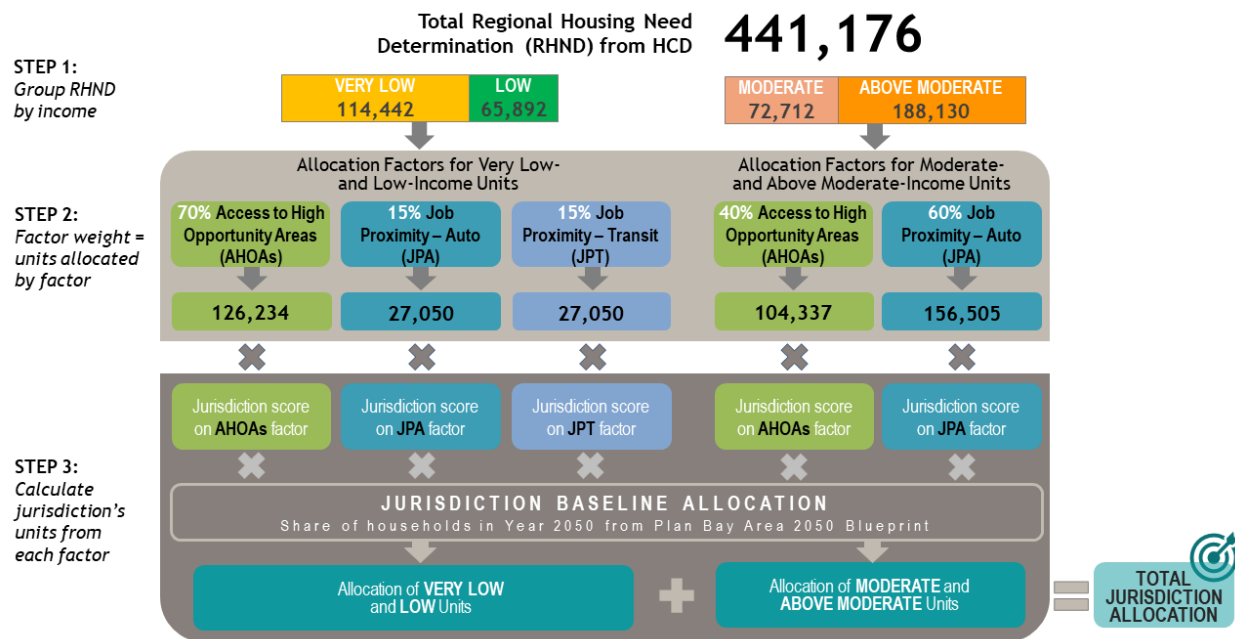 Total Regional Housing Need
Determination (RHND) from HCD
441,176
STEP 1:
Group RHND
by income
VERY LOW
114,442
LOW
65,892
MODERATE
72,712
ABOVE MODERATE
188,130
Allocation Factors for Very Low-
and Low-Income Units
Allocation Factors for Moderate-
and Above Moderate-Income Units
STEP 2:
Factor weight =
units allocated
by factor
70% Access to High
Opportunity Areas
(AHOAs)
15% Job
Proximity – Auto
(JPA)
15% Job
Proximity – Transit
(JPT)
40% Access to High
Opportunity Areas
(AHOAs)
60% Job
Proximity – Auto
(JPA)
126,234
27,050
27,050
104,337
156,505
STEP 3:
Calculate
jurisdiction's
units from
each factor
Jurisdiction score
on AHOAs factor
Jurisdiction score
on JPA factor
Jurisdiction score
on JPT factor
Jurisdiction score
on AHOAs factor
Jurisdiction score
on JPA factor
JURISDICTION BASELINE ALLOCATION
Share of households in Year 2050 from Plan Bay Area 2050 Blueprint
Allocation of VERY LOW
and LOW Units
Allocation of MODERATE and
ABOVE MODERATE Units
TOTAL
JURISDICTION
ALLOCATION